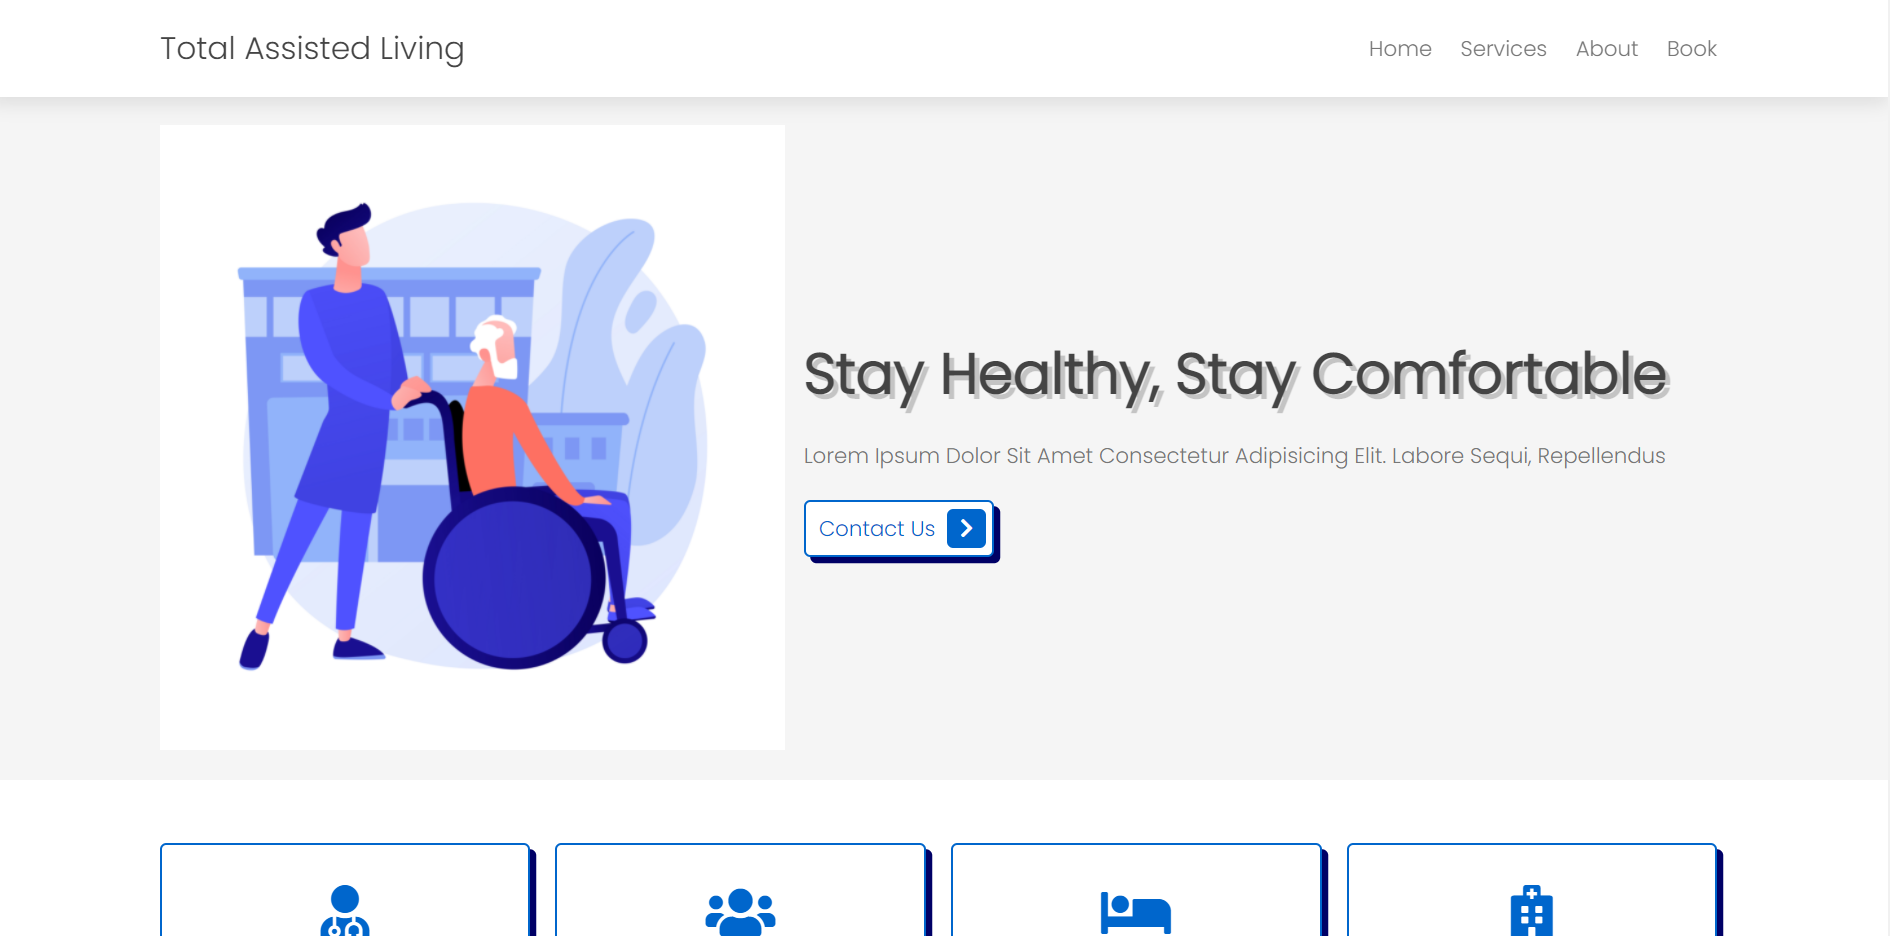 Total Assisted Living
Home Services About Book
Stay Healthy, Stay Comfortable
Lorem Ipsum Dolor Sit Amet Consectetur Adipisicing Elit. Labore Sequi, Repellendus
Contact Us